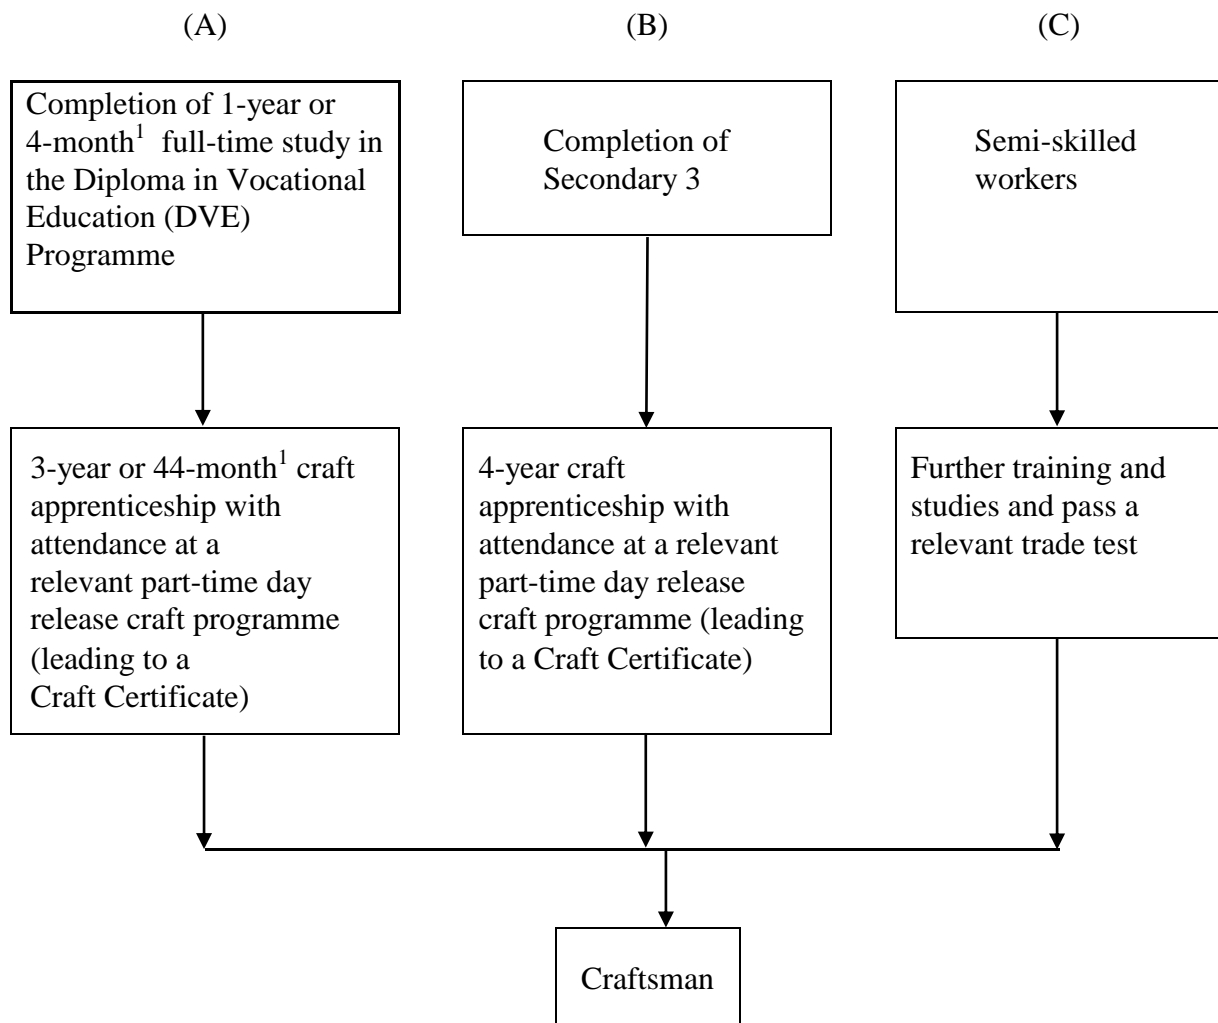 (A)
(B)
(C)
Completion of 1-year or
4-month¹ full-time study in
the Diploma in Vocational
Education (DVE)
Programme
Completion of
Secondary 3
Semi-skilled
workers
3-year or 44-month¹ craft
apprenticeship with
attendance at a
relevant part-time day
release craft programme
(leading to a
Craft Certificate)
4-year craft
apprenticeship with
attendance at a relevant
part-time day release
craft programme (leading
to a Craft Certificate)
Further training and
studies and pass a
relevant trade test
Craftsman